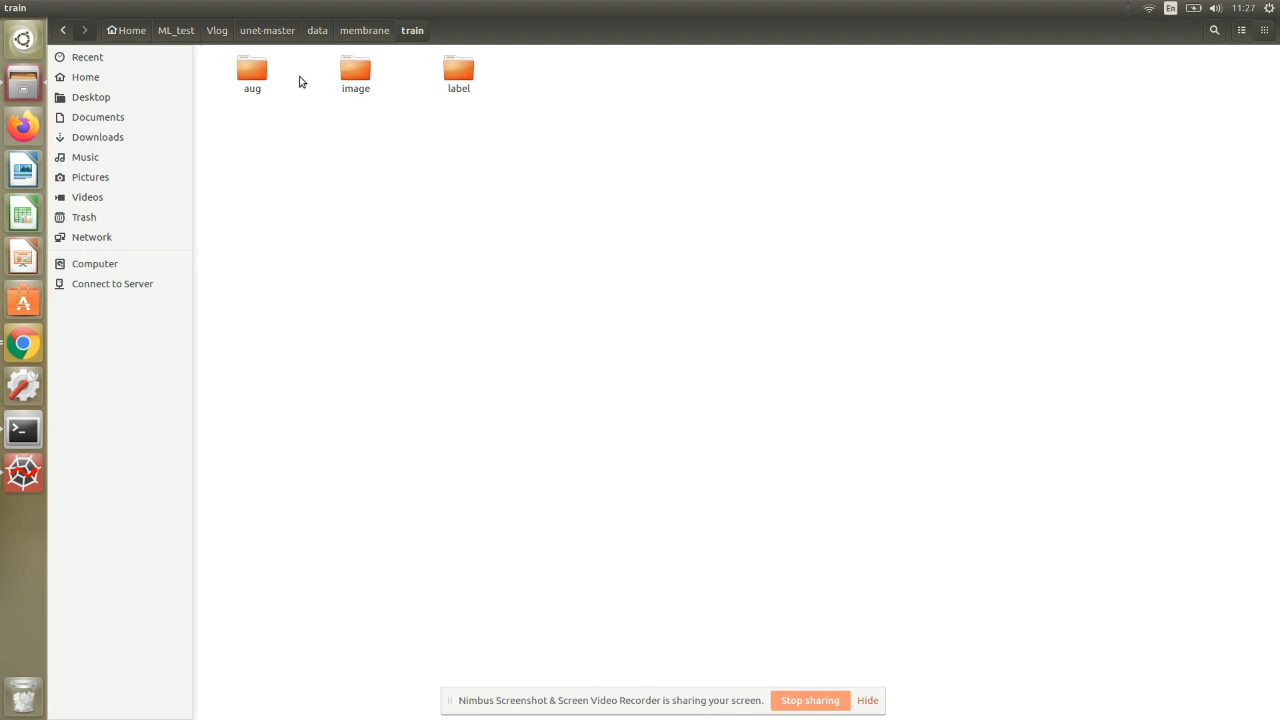 train
En
11:27
Home
ML_test
Vlog
unet-master
data
membrane
train
Recent
Home
Desktop
Documents
Downloads
Music
Pictures
Videos
Trash
Network
Computer
Connect to Server
aug
image
label
Nimbus Screenshot & Screen Video Recorder is sharing your screen.
Stop sharing
Hide